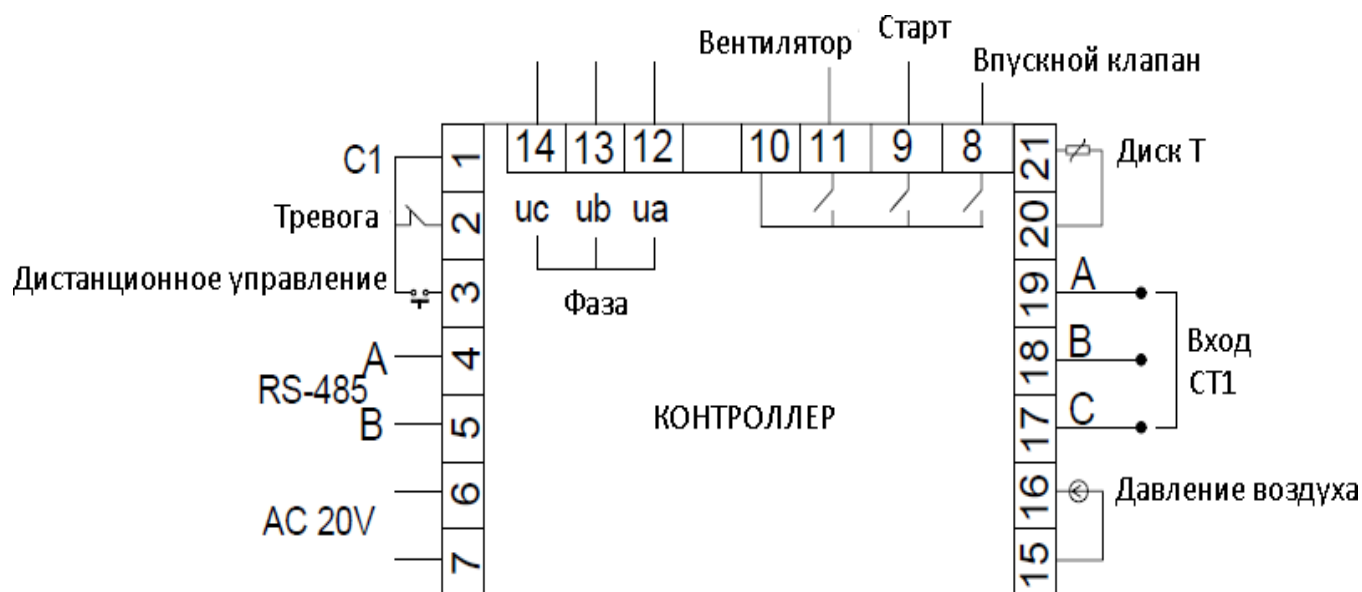 Вентилятор
Старт
Впускной клапан
14 13 12 10 11 9 8
uc ub ua
Фаза
C1
1
Тревога
2
Дистанционное управление
3
A
4
RS-485
B
5
6
AC 20V
7
КОНТРОЛЛЕР
21
Диск Т
20
19
A
18
B
17
C
Вход
СТ1
16
Давление воздуха
15